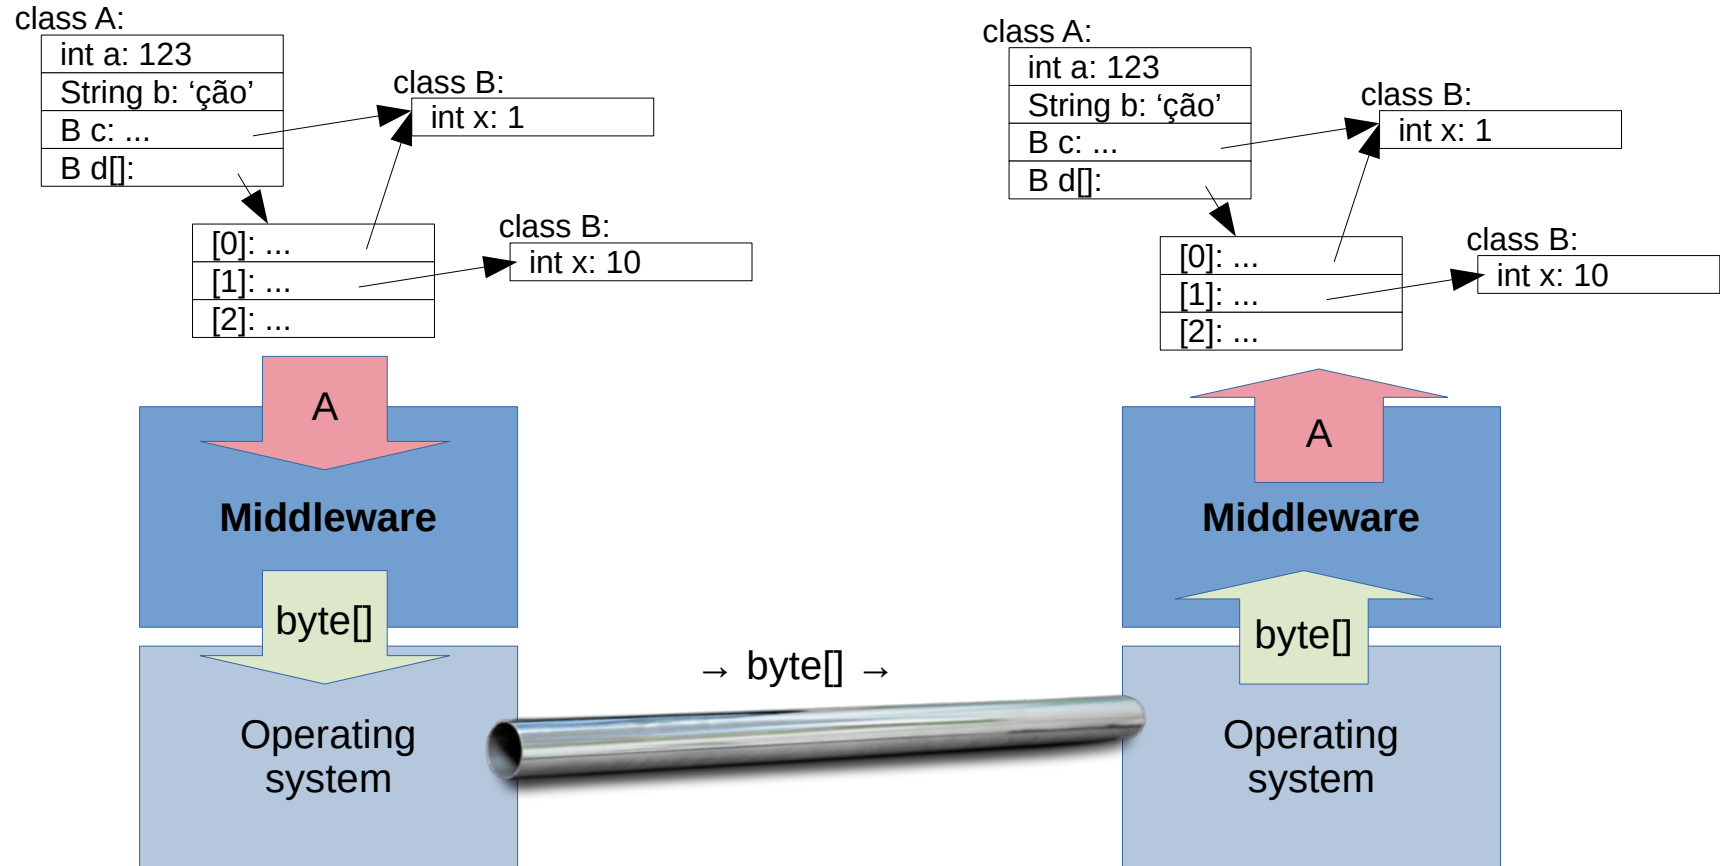 class A:
int a: 123
String b: ‘ção’
B c: ...
B d[]:
class B:
int x: 1
[0]: ...
[1]: ...
[2]: ...
class B:
int x: 10
A
Middleware
byte[]
Operating
system
→ byte[] →
class A:
int a: 123
String b: ‘ção’
B c: ...
B d[]:
class B:
int x: 1
[0]: ...
[1]: ...
[2]: ...
class B:
int x: 10
A
Middleware
byte[]
Operating
system